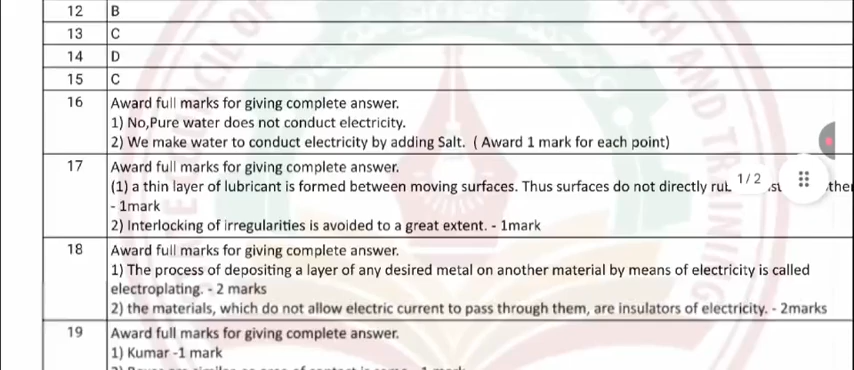 12 B
13 C
14 D
15 C
16 Award full marks for giving complete answer.
1) No,Pure water does not conduct electricity.
2) We make water to conduct electricity by adding Salt. ( Award 1 mark for each point)
17 Award full marks for giving complete answer.
(1) a thin layer of lubricant is formed between moving surfaces. Thus surfaces do not directly
1/2
- 1mark
2) Interlocking of irregularities is avoided to a great extent. - 1mark
18 Award full marks for giving complete answer.
1) The process of depositing a layer of any desired metal on another material by means of electricity is called
electroplating. - 2 marks
2) the materials, which do not allow electric current to pass through them, are insulators of electricity. - 2marks
19 Award full marks for giving complete answer.
1) Kumar -1 mark